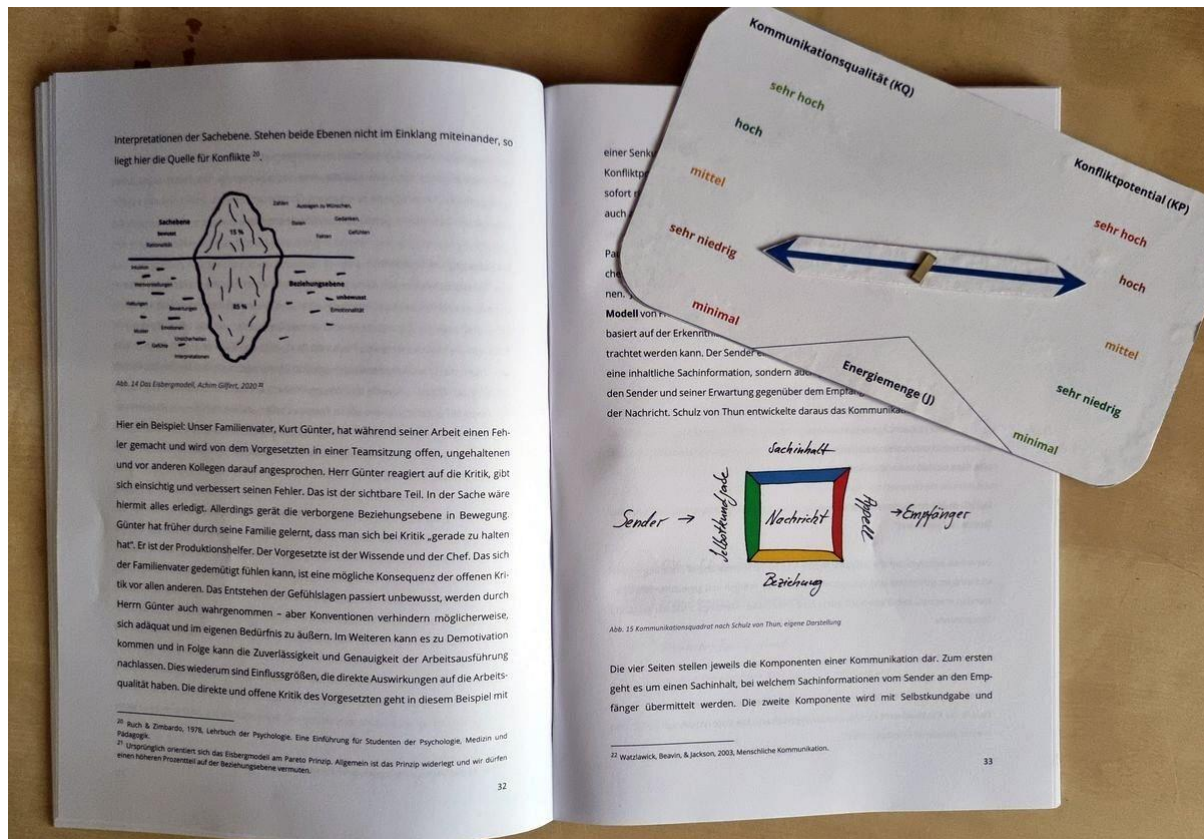 Interpretationen der Sachebene. Stehen beide Ebenen nicht im Einklang miteinander, so
liegt hier die Quelle für Konflikte 20.
Sachebene
bewusst
Rationalität
15 %
Zahlen
Aussagen zu Wünschen,
Daten
Gedanken,
Fakten
Gefühlen
Beziehungsebene
unbewusst
Emotionalität
85 %
Wertvorstellungen
Haltungen
Bewertungen
Muster
Emotionen
Unsicherheiten
Gefühle
Interpretationen
Abb. 14 Das Eisbergmodell, Achim Gilfert, 2020 21
Hier ein Beispiel: Unser Familienvater, Kurt Günter, hat während seiner Arbeit einen Feh-
ler gemacht und wird von dem Vorgesetzten in einer Teamsitzung offen, ungehaltenen
und vor anderen Kollegen darauf angesprochen. Herr Günter reagiert auf die Kritik, gibt
sich einsichtig und verbessert seinen Fehler. Das ist der sichtbare Teil. In der Sache wäre
hiermit alles erledigt. Allerdings gerät die verborgene Beziehungsebene in Bewegung.
Günter hat früher durch seine Familie gelernt, dass man sich bei Kritik „gerade zu halten
hat“. Er ist der Produktionshelfer. Der Vorgesetzte ist der Wissende und der Chef. Das sich
der Familienvater gedemütigt fühlen kann, ist eine mögliche Konsequenz der offenen Kri-
tik vor allen anderen. Das Entstehen der Gefühlslagen passiert unbewusst, werden durch
Herrn Günter auch wahrgenommen – aber Konventionen verhindern möglicherweise,
sich adäquat und im eigenen Bedürfnis zu äußern. Im Weiteren kann es zu Demotivation
kommen und in Folge kann die Zuverlässigkeit und Genauigkeit der Arbeitsausführung
nachlassen. Dies wiederum sind Einflussgrößen, die direkte Auswirkungen auf die Arbeits-
qualität haben. Die direkte und offene Kritik des Vorgesetzten geht in diesem Beispiel mit
20 Ruch & Zimbardo, 1978, Lehrbuch der Psychologie. Eine Einführung für Studenten der Psychologie, Medizin und
Pädagogik.
21 Ursprünglich orientiert sich das Eisbergmodell am Pareto Prinzip. Allgemein ist das Prinzip widerlegt und wir dürfen
einen höheren Prozentteil auf der Beziehungsebene vermuten.
32
einer
sofort
auch
nen.
Modell von
basiert auf der
trachtet werden kann. Der Sender
eine inhaltliche Sachinformation, sondern
den Sender und seiner Erwartung gegenüber dem
der Nachricht. Schulz von Thun entwickelte daraus das
Sachinhalt
Sender → Selbstkundgabe Nachricht Appell → Empfänger
Beziehung
Abb. 15 Kommunikationsquadrat nach Schulz von Thun, eigene Darstellung
Die vier Seiten stellen jeweils die Komponenten einer Kommunikation dar. Zum ersten
geht es um einen Sachinhalt, bei welchem Sachinformationen vom Sender an den Emp-
fänger übermittelt werden. Die zweite Komponente wird mit Selbstkundgabe und
22 Watzlawick, Beavin, & Jackson, 2003, Menschliche Kommunikation.
33
Kommunikationsqualität (KQ)
sehr hoch
hoch
mittel
sehr niedrig
minimal
Konfliktpotential (KP)
sehr hoch
hoch
mittel
sehr niedrig
minimal
Energiemenge (J)